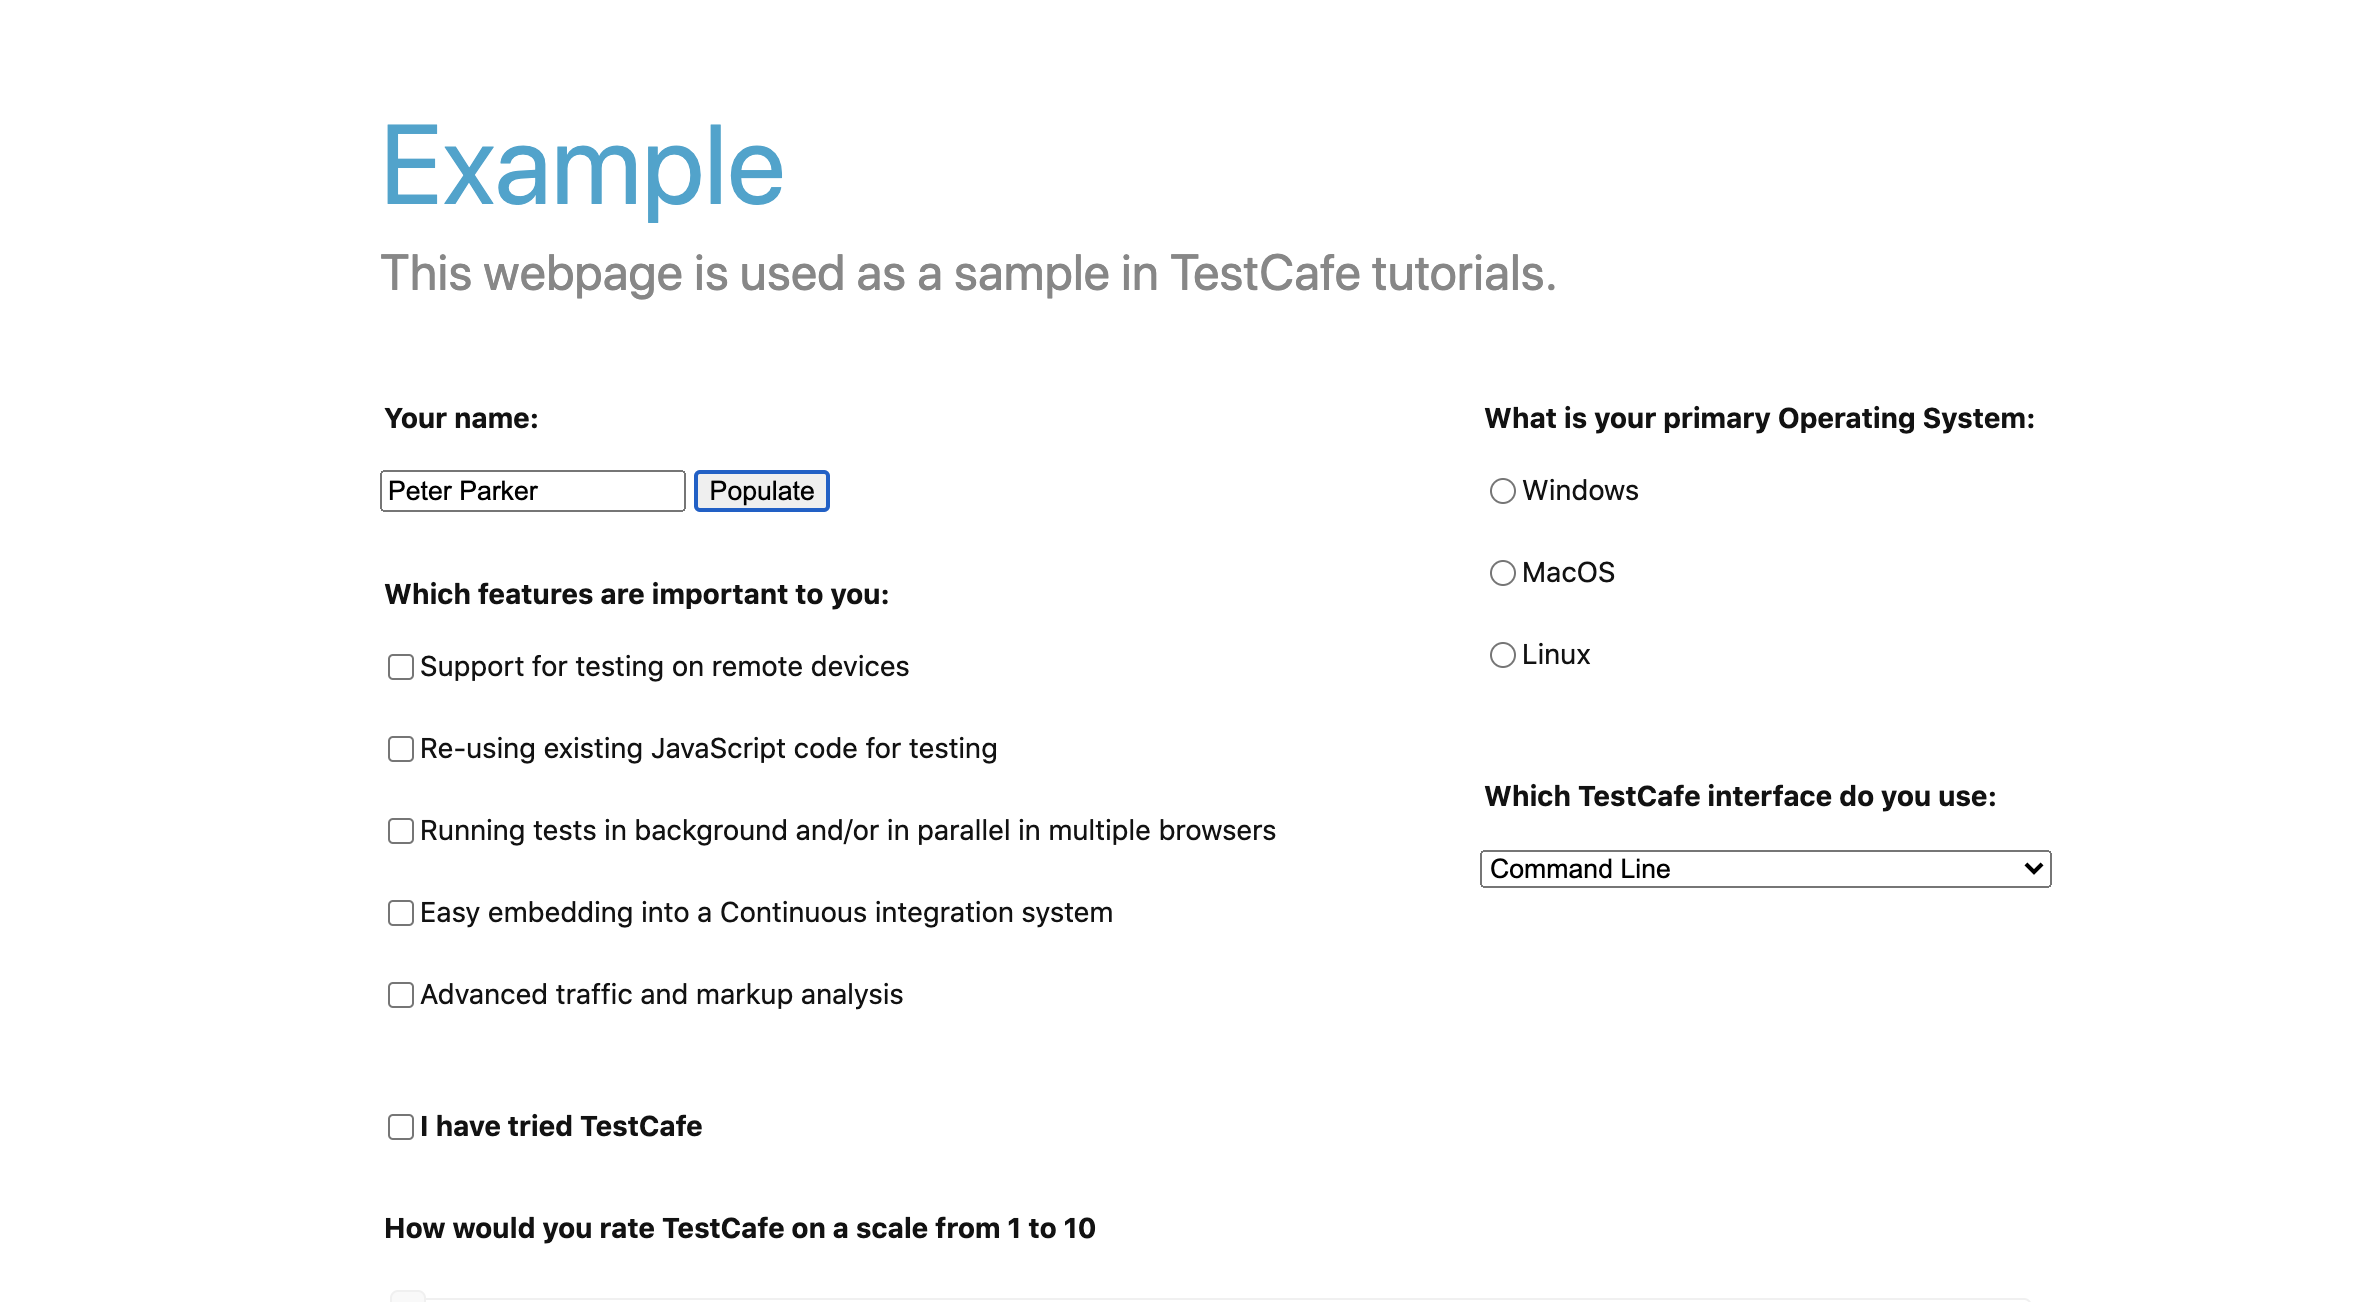 Example
This webpage is used as a sample in TestCafe tutorials.
Your name:
Peter Parker
Populate
Which features are important to you:
Support for testing on remote devices
Re-using existing JavaScript code for testing
Running tests in background and/or in parallel in multiple browsers
Easy embedding into a Continuous integration system
Advanced traffic and markup analysis
I have tried TestCafe
How would you rate TestCafe on a scale from 1 to 10
What is your primary Operating System:
Windows
MacOS
Linux
Which TestCafe interface do you use:
Command Line